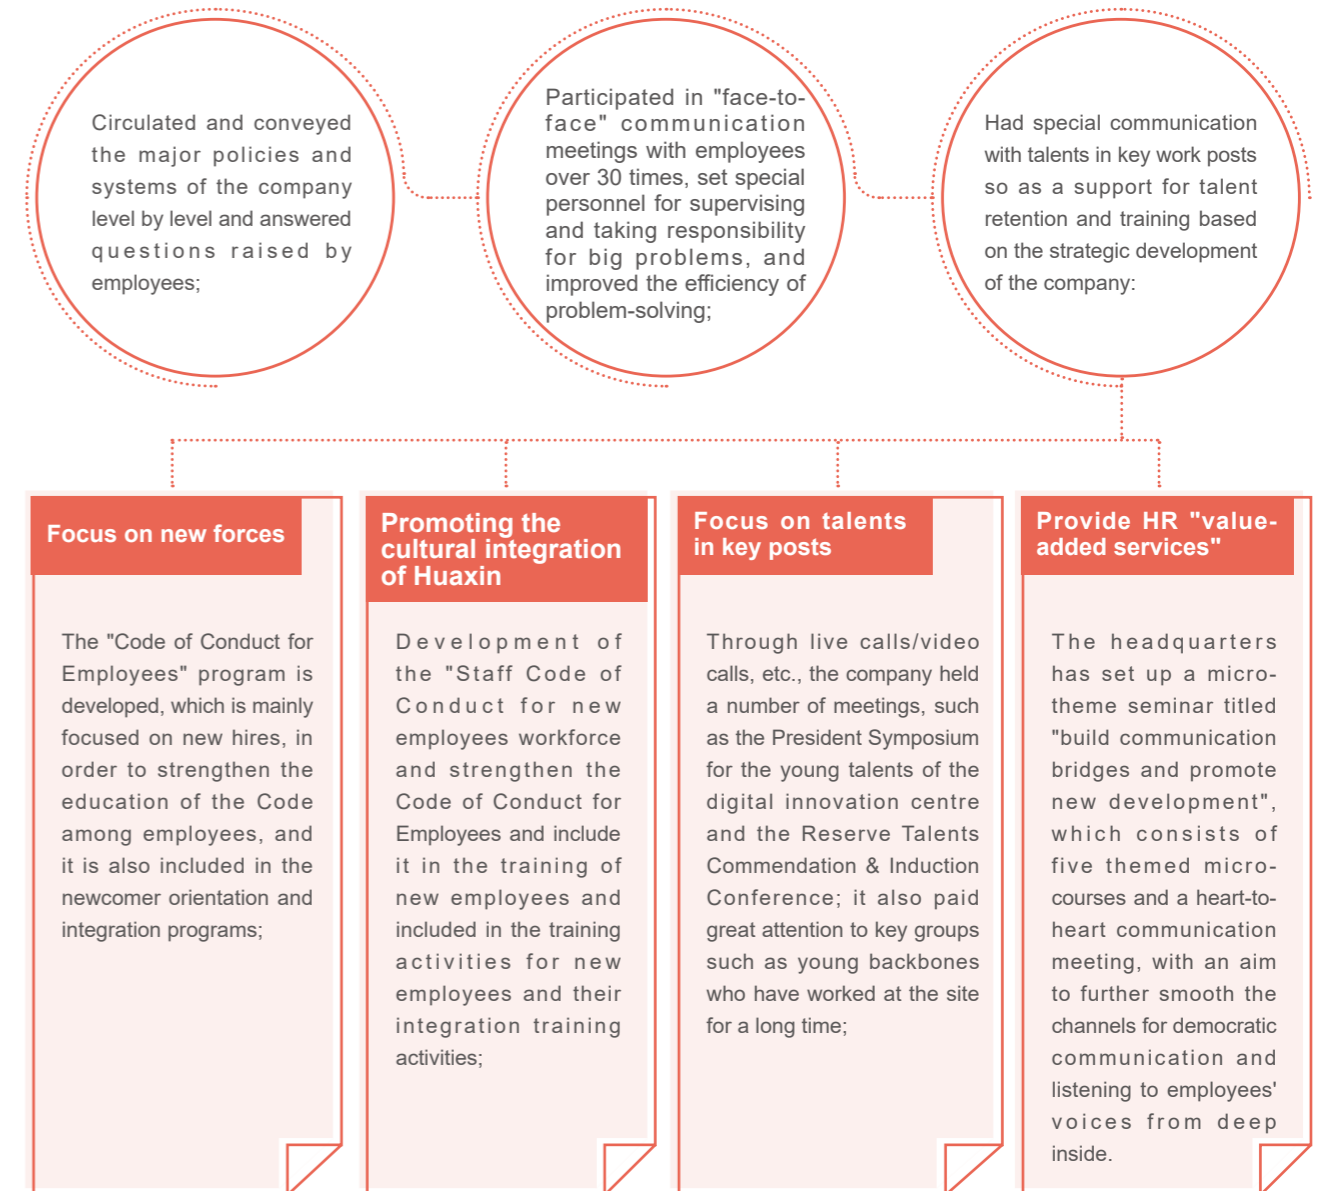 Circulated and conveyed
the major policies and
systems of the company
level by level and answered
questions raised by
employees;
Participated in "face-to-
face" communication
meetings with employees
over 30 times, set special
personnel for supervising
and taking responsibility
for big problems, and
improved the efficiency of
problem-solving;
Had special communication
with talents in key work posts
so as a support for talent
retention and training based
on the strategic development
of the company:
Focus on new forces
The "Code of Conduct for
Employees" program is
developed, which is mainly
focused on new hires, in
order to strengthen the
education of the Code
among employees, and
it is also included in the
newcomer orientation and
integration programs;
Promoting the
cultural integration
of Huaxin
Development of
the "Staff Code of
Conduct for new
employees workforce
and strengthen the
Code of Conduct for
Employees and include
it in the training of
new employees and
included in the training
activities for new
employees and their
integration training
activities;
Focus on talents
in key posts
Through live calls/video
calls, etc., the company held
a number of meetings, such
as the President Symposium
for the young talents of the
digital innovation centre
and the Reserve Talents
Commendation & Induction
Conference; it also paid
great attention to key groups
such as young backbones
who have worked at the site
for a long time;
Provide HR "value-
added services"
The headquarters
has set up a micro-
theme seminar titled
"build communication
bridges and promote
new development",
which consists of
five themed micro-
courses and a heart-to-
heart communication
meeting, with an aim
to further smooth the
channels for democratic
communication and
listening to employees'
voices from deep
inside.